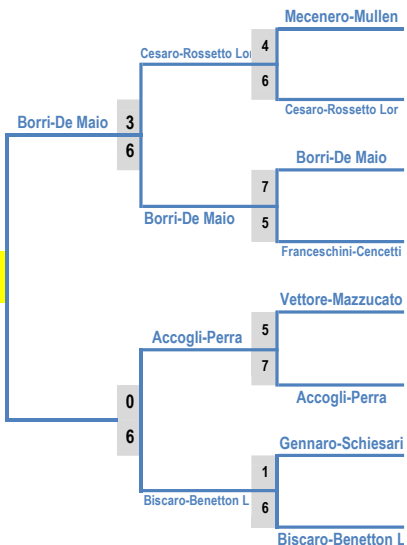 Mecenero-Mullen
4
Cesaro-Rossetto Lor
6
Cesaro-Rossetto Lor
Borri-De Maio
3
6
Borri-De Maio
7
Borri-De Maio
5
Franceschini-Cencetti
Vettore-Mazzucato
5
Accogli-Perra
7
Accogli-Perra
0
6
Gennaro-Schiesari
1
Biscaro-Benetton L
6
Biscaro-Benetton L